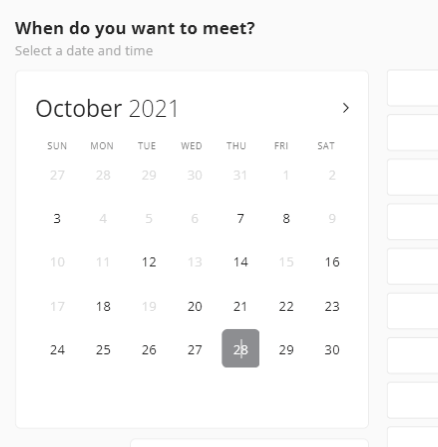 When do you want to meet?
Select a date and time
October 2021
SUN MON TUE WED THU FRI SAT
27 28 29 30 31 1 2
3 4 5 6 7 8 9
10 11 12 13 14 15 16
17 18 19 20 21 22 23
24 25 26 27 28 29 30